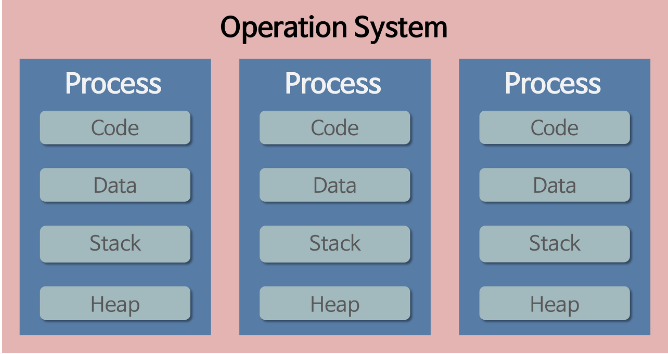 Operation System
Process
Code
Data
Stack
Heap
Process
Code
Data
Stack
Heap
Process
Code
Data
Stack
Heap